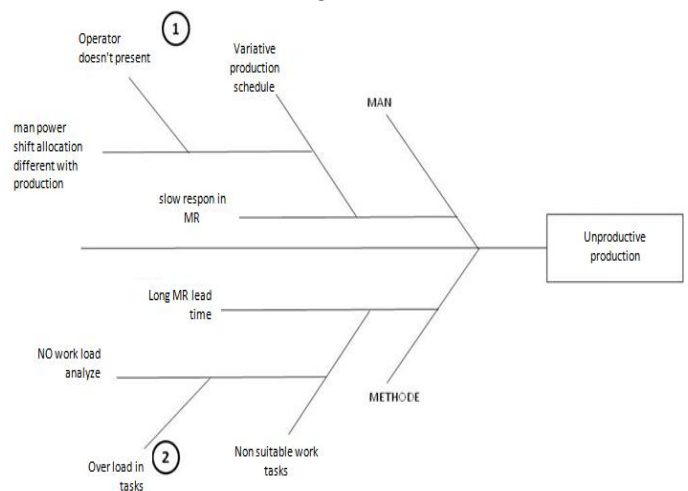 1
Operator
doesn't present
Variative
production
schedule
MAN
man power
shift allocation
different with
production
slow respon in
MR
Unproductive
production
Long MR lead
time
NO work load
analyze
METHODE
Over load in
tasks
2
Non suitable work
tasks